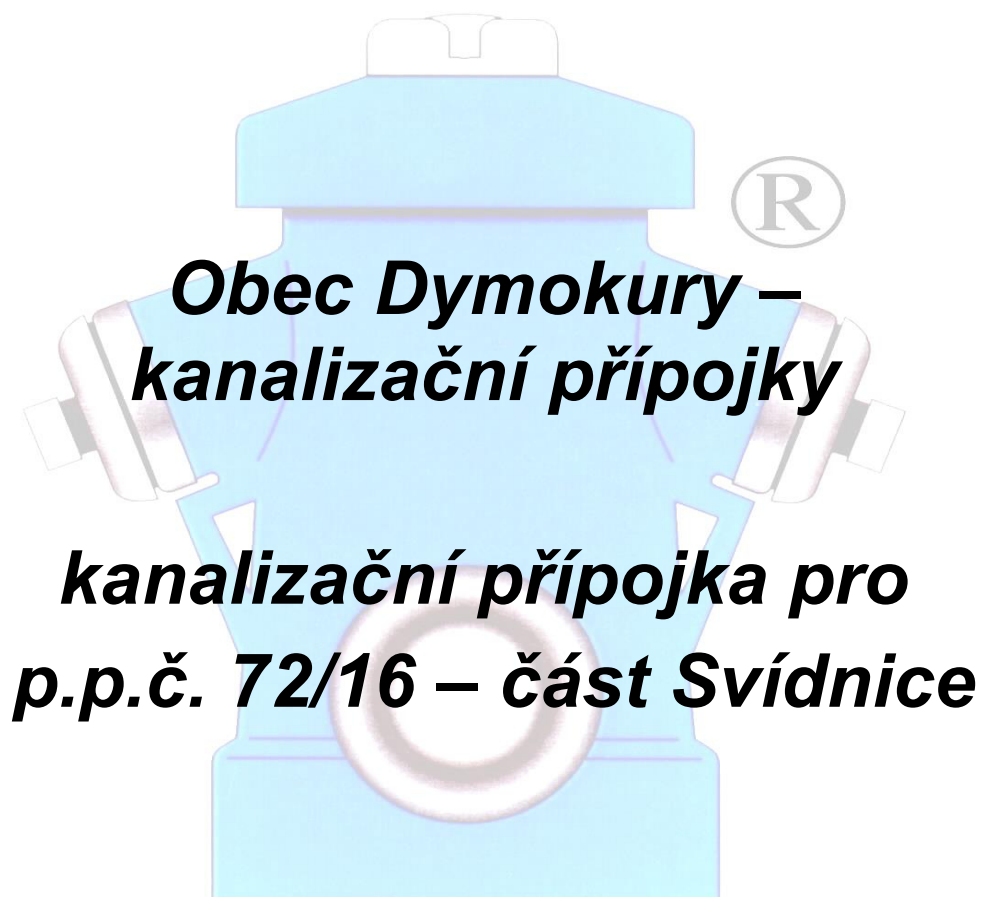 ®
Obec Dymokury –
kanalizační přípojky
kanalizační přípojka pro
p.p.č. 72/16 – část Svídnice